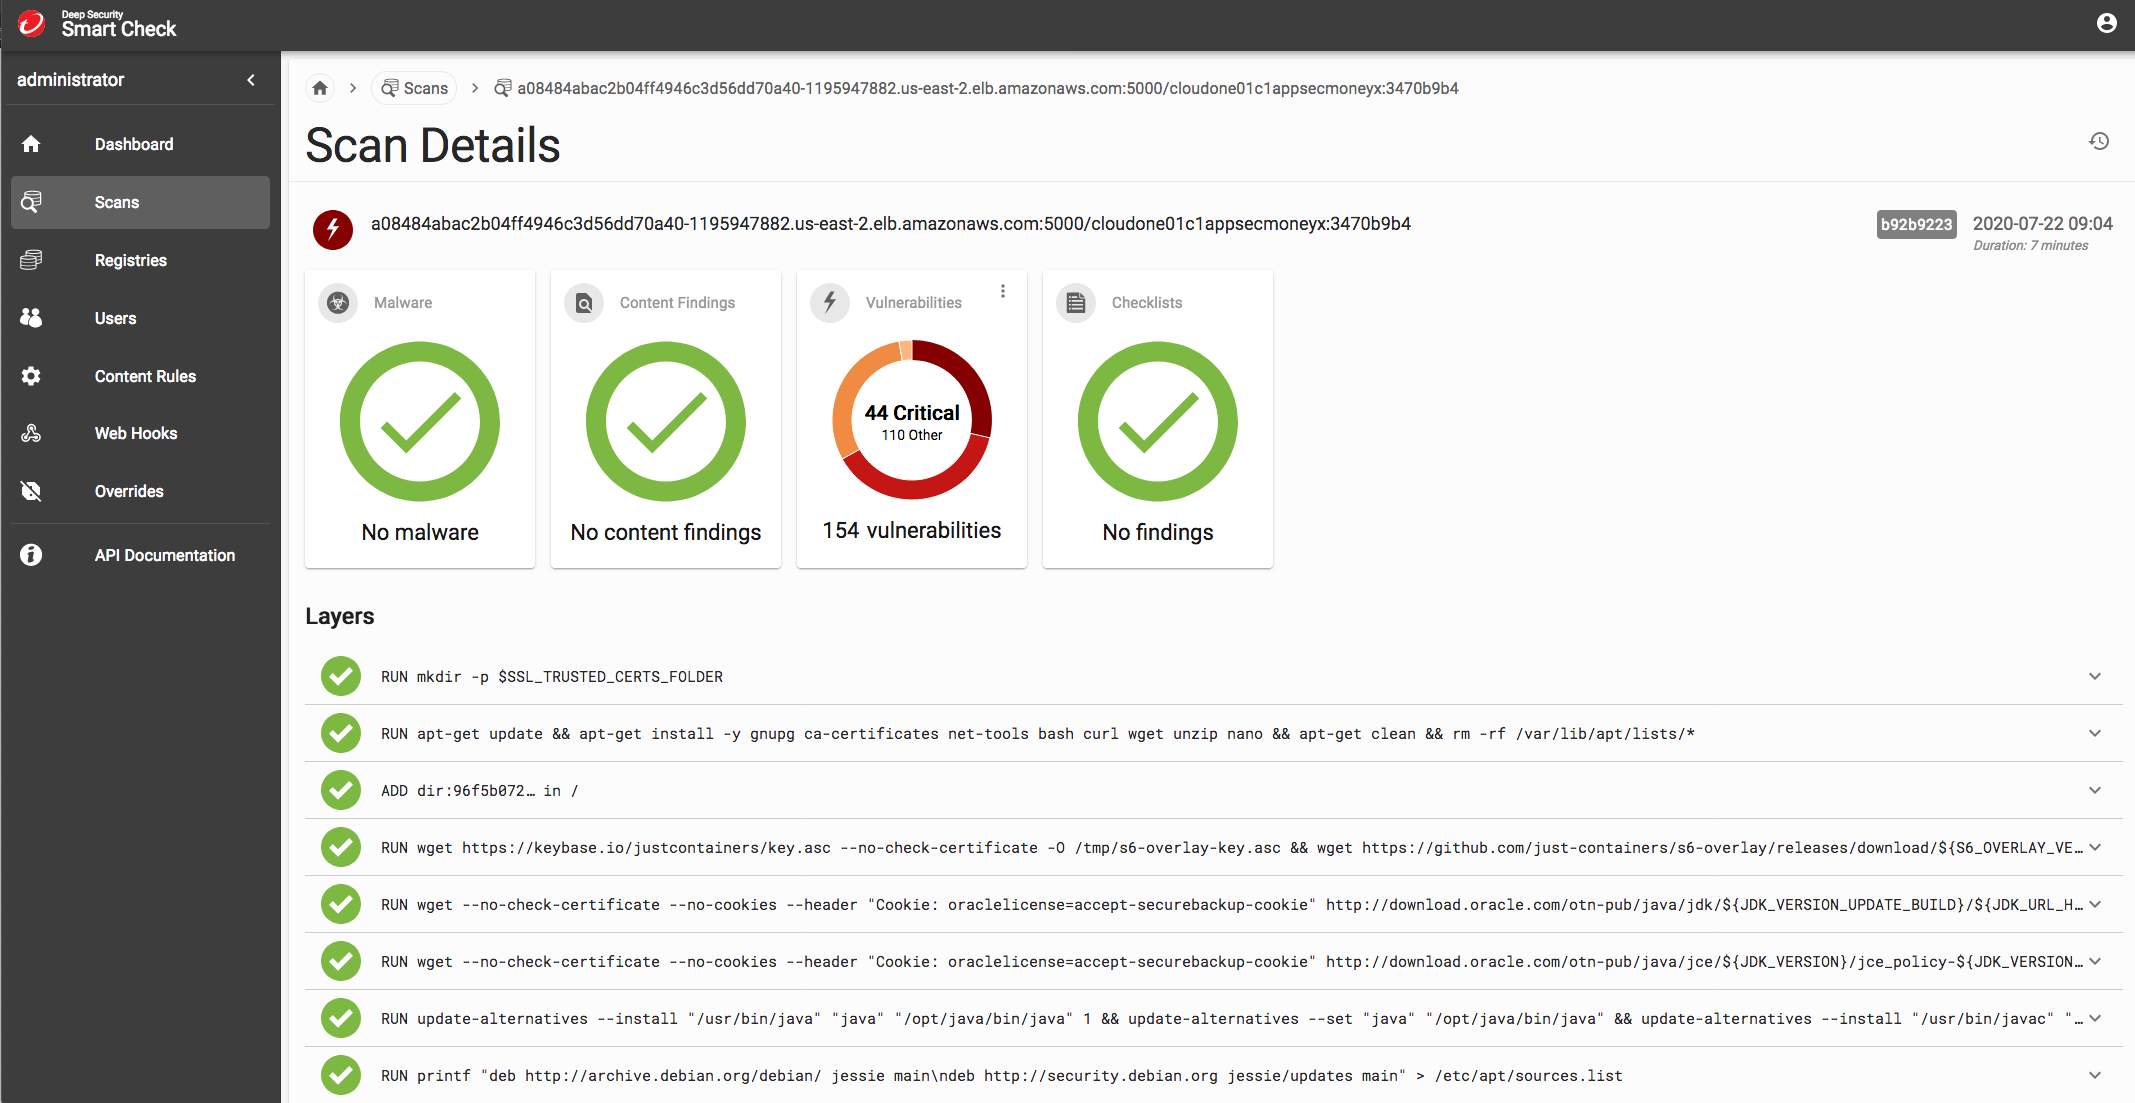 Deep Security
Smart Check
administrator
Dashboard
Scans
Registries
Users
Content Rules
Web Hooks
Overrides
API Documentation
Scans
a08484abac2b04ff4946c3d56dd70a40-1195947882.us-east-2.elb.amazonaws.com:5000/cloudone01c1appsecmoneyx:3470b9b4
Scan Details
a08484abac2b04ff4946c3d56dd70a40-1195947882.us-east-2.elb.amazonaws.com:5000/cloudone01c1appsecmoneyx:3470b9b4
b92b9223
2020-07-22 09:04
Duration: 7 minutes
Malware
No malware
Content Findings
No content findings
Vulnerabilities
44 Critical
110 Other
154 vulnerabilities
Checklists
No findings
Layers
RUN mkdir -p $SSL_TRUSTED_CERTS_FOLDER
RUN apt-get update && apt-get install -y gnupg ca-certificates net-tools bash curl wget unzip nano && apt-get clean && rm -rf /var/lib/apt/lists/*
ADD dir:96f5b072… in /
RUN wget https://keybase.io/justcontainers/key.asc --no-check-certificate -O /tmp/s6-overlay-key.asc && wget https://github.com/just-containers/s6-overlay/releases/download/${S6_OVERLAY_VE…
RUN wget --no-check-certificate --no-cookies --header "Cookie: oraclelicense=accept-securebackup-cookie" http://download.oracle.com/otn-pub/java/jdk/${JDK_VERSION_UPDATE_BUILD}/${JDK_URL_H…
RUN wget --no-check-certificate --no-cookies --header "Cookie: oraclelicense=accept-securebackup-cookie" http://download.oracle.com/otn-pub/java/jce/${JDK_VERSION}/jce_policy-${JDK_VERSION…
RUN update-alternatives --install "/usr/bin/java" "java" "/opt/java/bin/java" 1 && update-alternatives --set "java" "/opt/java/bin/java" && update-alternatives --install "/usr/bin/javac" "…
RUN printf "deb http://archive.debian.org/debian/ jessie main\ndeb http://security.debian.org jessie/updates main" > /etc/apt/sources.list